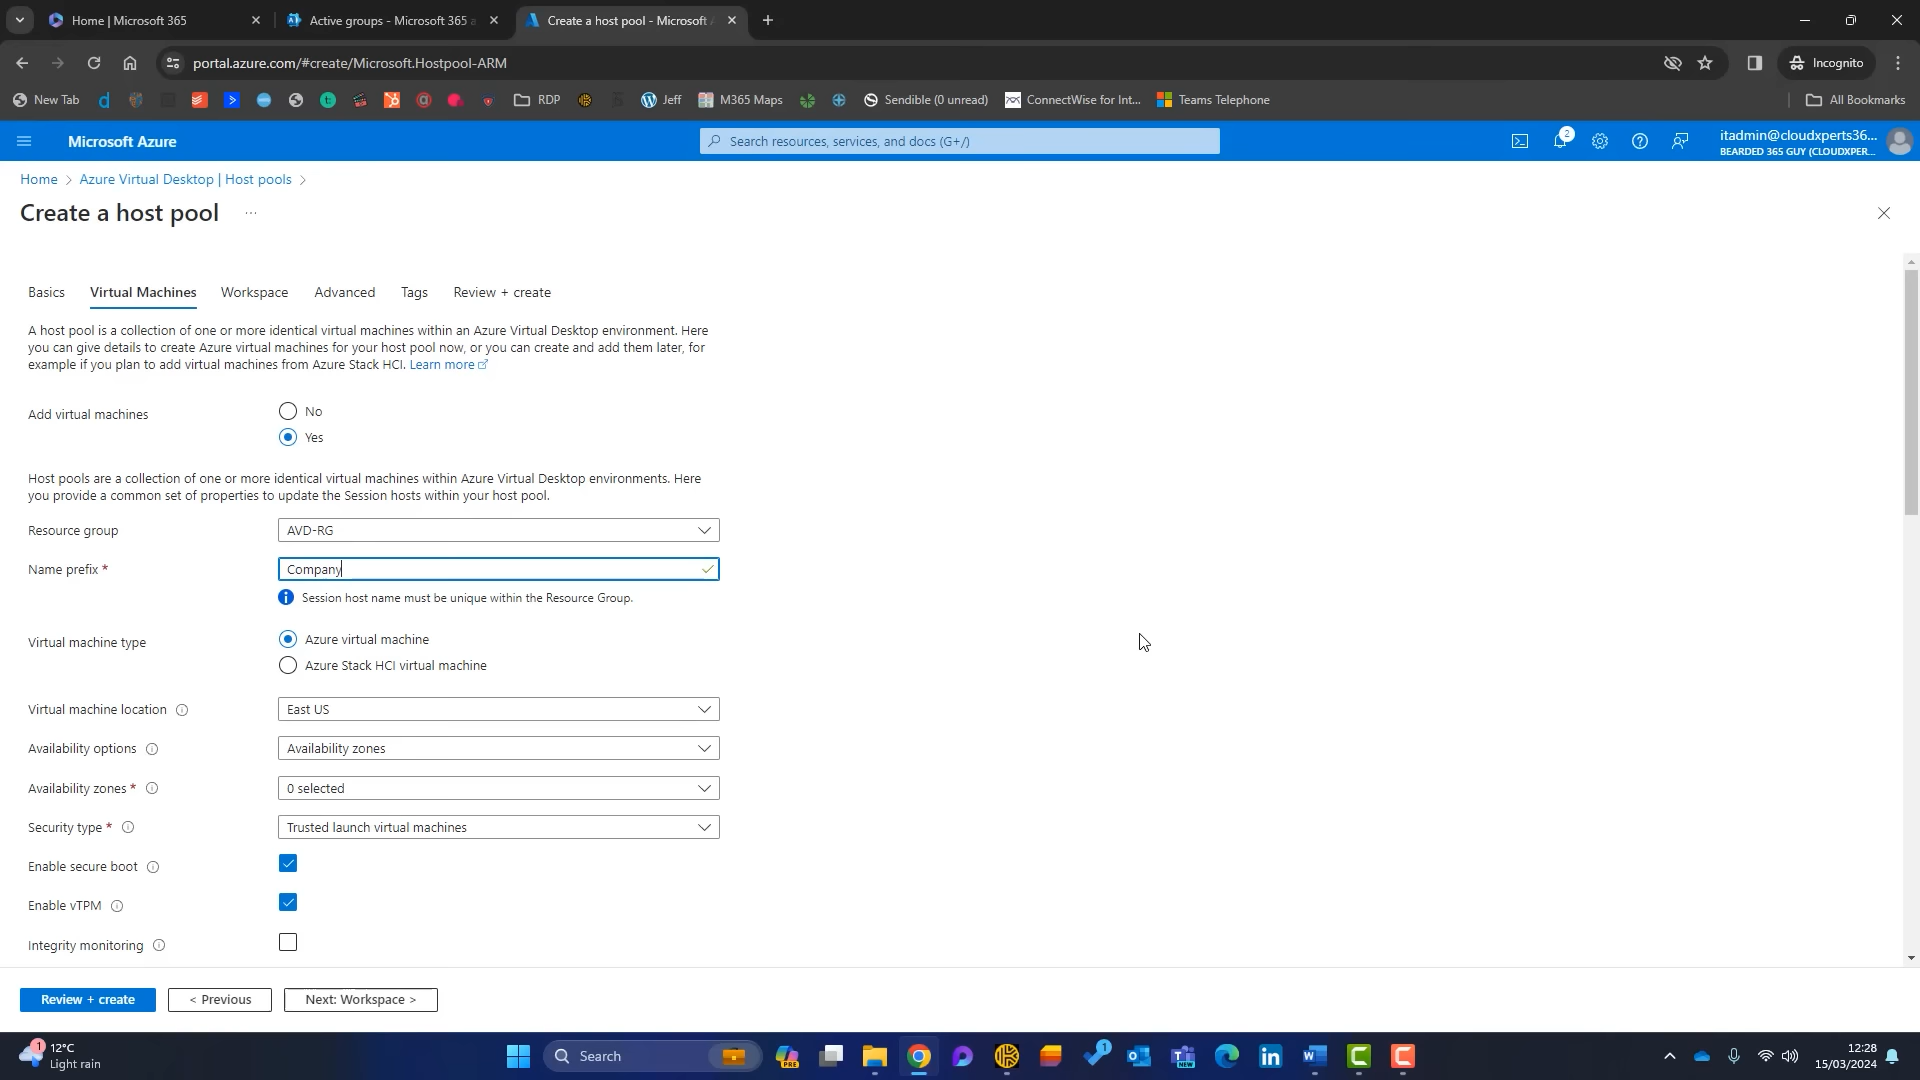 Home | Microsoft 365
Active groups - Microsoft 365 a
Create a host pool - Microsoft A
portal.azure.com/#create/Microsoft.Hostpool-ARM
Incognito
New Tab
RDP
Jeff
M365 Maps
Sendible (0 unread)
ConnectWise for Int...
Teams Telephone
All Bookmarks
Microsoft Azure
Search resources, services, and docs (G+/)
2
itadmin@cloudxperts36...
BEARDED 365 GUY (CLOUDXPER...
Home > Azure Virtual Desktop | Host pools >
Create a host pool ...
Basics
Virtual Machines
Workspace
Advanced
Tags
Review + create
A host pool is a collection of one or more identical virtual machines within an Azure Virtual Desktop environment. Here
you can give details to create Azure virtual machines for your host pool now, or you can create and add them later, for
example if you plan to add virtual machines from Azure Stack HCI. Learn more
Add virtual machines
No
Yes
Host pools are a collection of one or more identical virtual machines within Azure Virtual Desktop environments. Here
you provide a common set of properties to update the Session hosts within your host pool.
Resource group
AVD-RG
Name prefix *
Company
Session host name must be unique within the Resource Group.
Virtual machine type
Azure virtual machine
Azure Stack HCI virtual machine
Virtual machine location
East US
Availability options
Availability zones
Availability zones *
0 selected
Security type *
Trusted launch virtual machines
Enable secure boot
Enable vTPM
Integrity monitoring
Review + create
< Previous
Next: Workspace >
1
12°C
Light rain
Search
PRE
1
NEW
12:28
15/03/2024